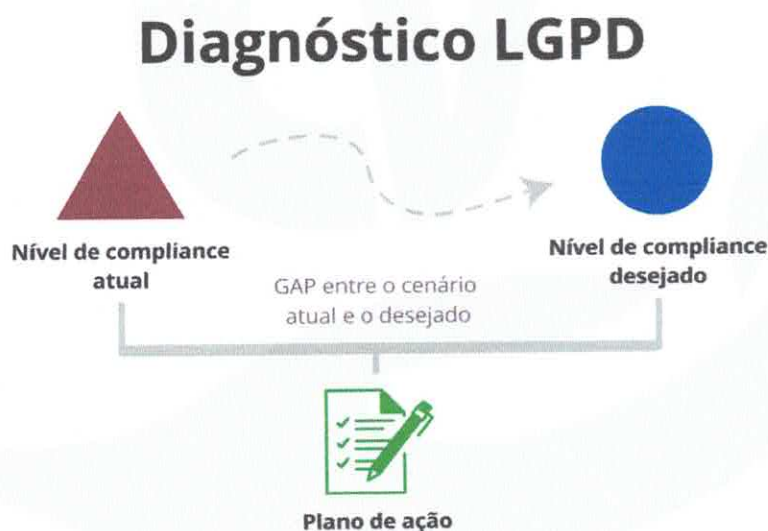 Diagnóstico LGPD
Nível de compliance
atual
Nível de compliance
desejado
GAP entre o cenário
atual e o desejado
Plano de ação